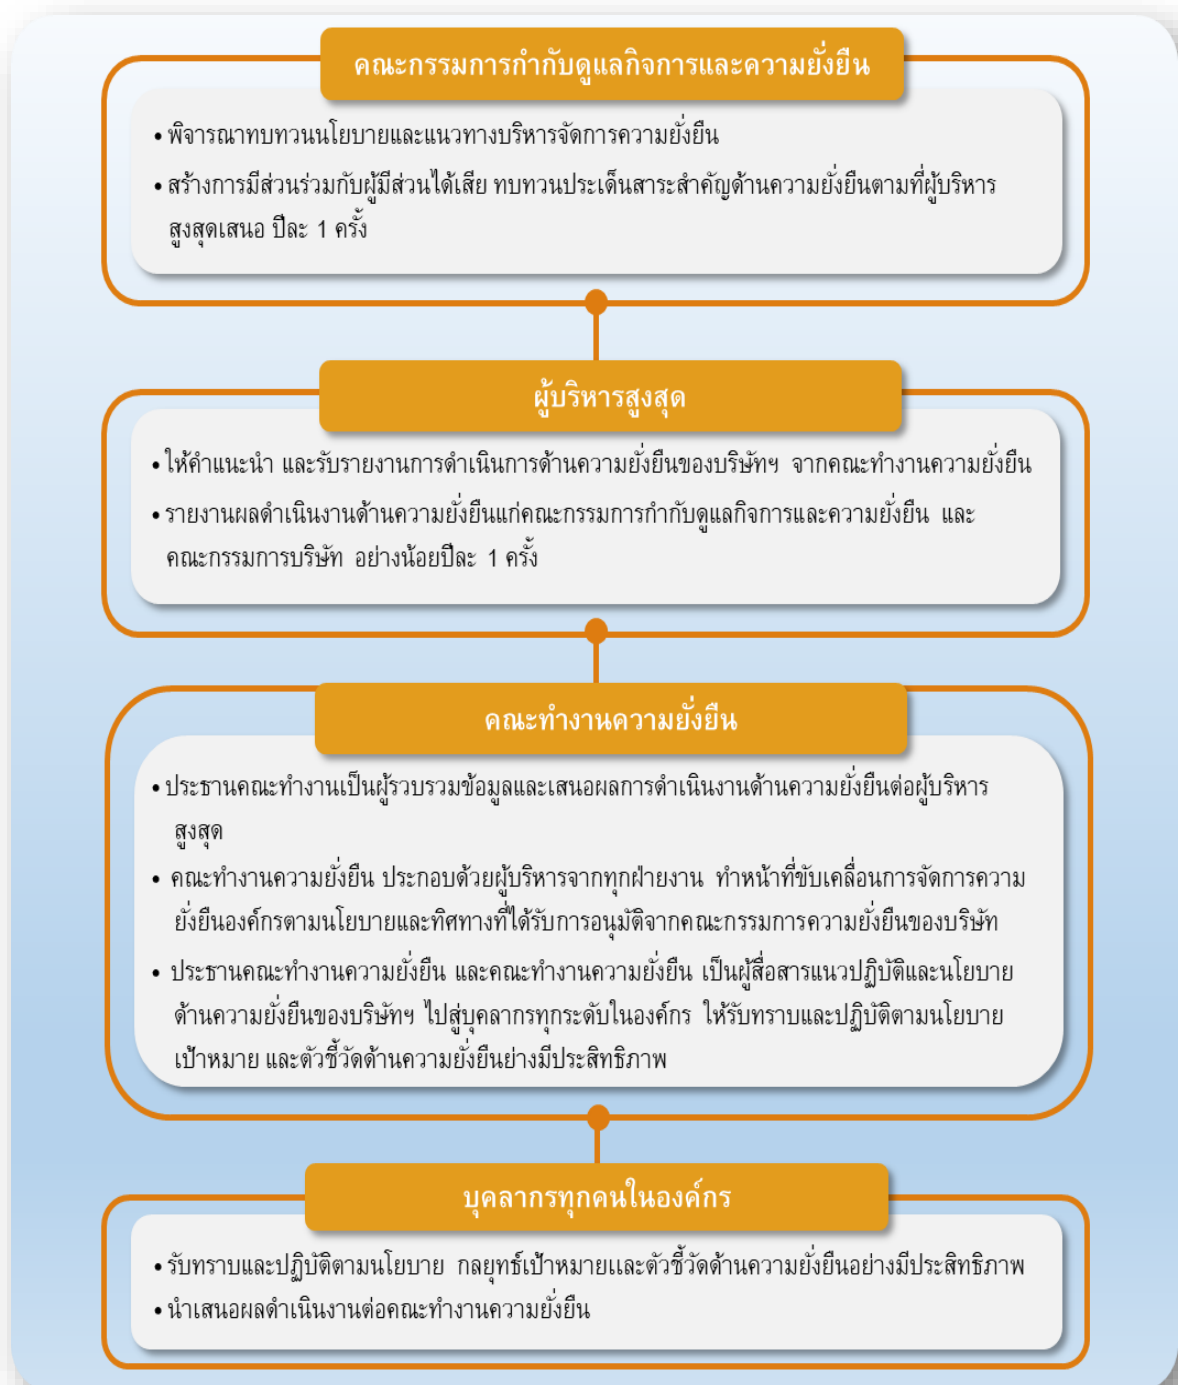 คณะกรรมการกำกับดูแลกิจการและความยั่งยืน
• พิจารณาทบทวนนโยบายและแนวทางบริหารจัดการความยั่งยืน
• สร้างการมีส่วนร่วมกับผู้มีส่วนได้เสีย ทบทวนประเด็นสาระสำคัญด้านความยั่งยืนตามที่ผู้บริหาร
สูงสุดเสนอ ปีละ 1 ครั้ง
ผู้บริหารสูงสุด
• ให้คำแนะนำ และรับรายงานการดำเนินการด้านความยั่งยืนของบริษัทฯ จากคณะทำงานความยั่งยืน
• รายงานผลดำเนินงานด้านความยั่งยืนแก่คณะกรรมการกำกับดูแลกิจการและความยั่งยืน และ
คณะกรรมการบริษัท อย่างน้อยปีละ 1 ครั้ง
คณะทำงานความยั่งยืน
• ประธานคณะทำงานเป็นผู้รวบรวมข้อมูลและเสนอผลการดำเนินงานด้านความยั่งยืนต่อผู้บริหาร
สูงสุด
• คณะทำงานความยั่งยืน ประกอบด้วยผู้บริหารจากทุกฝ่ายงาน ทำหน้าที่ขับเคลื่อนการจัดการความ
ยั่งยืนองค์กรตามนโยบายและทิศทางที่ได้รับการอนุมัติจากคณะกรรมการความยั่งยืนของบริษัท
• ประธานคณะทำงานความยั่งยืน และคณะทำงานความยั่งยืน เป็นผู้สื่อสารแนวปฏิบัติและนโยบาย
ด้านความยั่งยืนของบริษัทฯ ไปสู่บุคลากรทุกระดับในองค์กร ให้รับทราบและปฏิบัติตามนโยบาย
เป้าหมาย และตัวชี้วัดด้านความยั่งยืนย่างมีประสิทธิภาพ
บุคลากรทุกคนในองค์กร
• รับทราบและปฏิบัติตามนโยบาย กลยุทธ์เป้าหมายและตัวชี้วัดด้านความยั่งยืนอย่างมีประสิทธิภาพ
• นำเสนอผลดำเนินงานต่อคณะทำงานความยั่งยืน